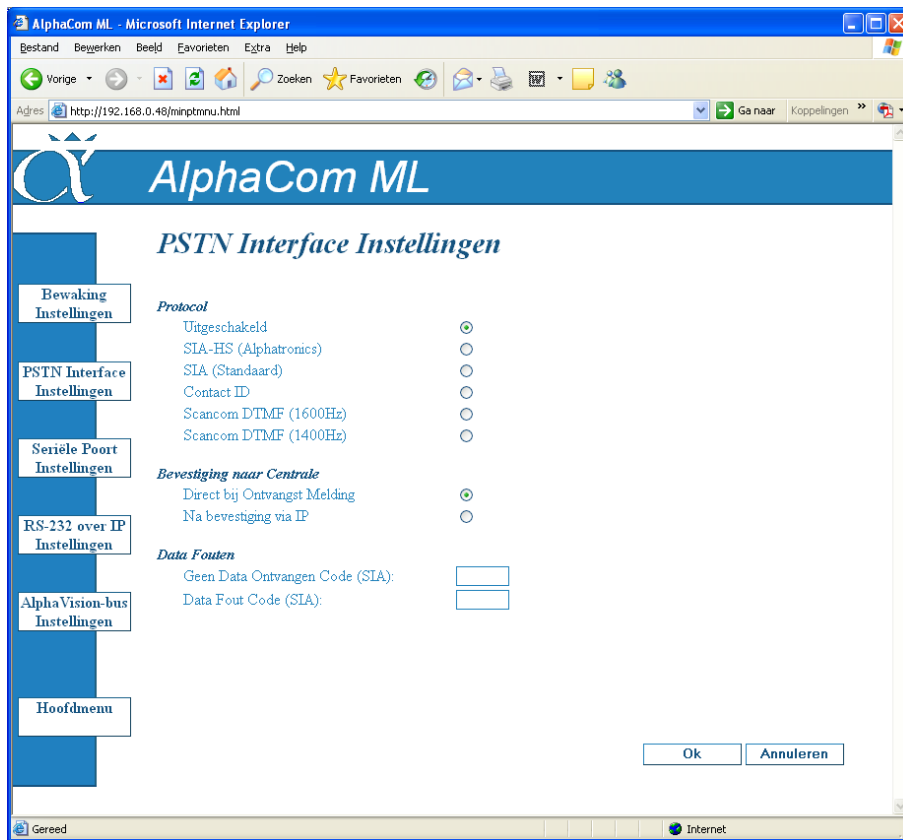 AlphaCom ML - Microsoft Internet Explorer
Bestand Bewerken Beeld Favorieten Extra Help
Vorige Zoeken Favorieten
Adres http://192.168.0.48/minptmnu.html Ga naar Koppelingen »
AlphaCom ML
PSTN Interface Instellingen
Bewaking
Instellingen
PSTN Interface
Instellingen
Seriële Poort
Instellingen
RS-232 over IP
Instellingen
AlphaVision-bus
Instellingen
Hoofdmenu
Protocol
Uitgeschakeld
SIA-HS (Alphatronics)
SIA (Standaard)
Contact ID
Scancom DTMF (1600Hz)
Scancom DTMF (1400Hz)
Bevestiging naar Centrale
Direct bij Ontvangst Melding
Na bevestiging via IP
Data Fouten
Geen Data Ontvangen Code (SIA):
Data Fout Code (SIA):
Ok Annuleren
Gereed Internet